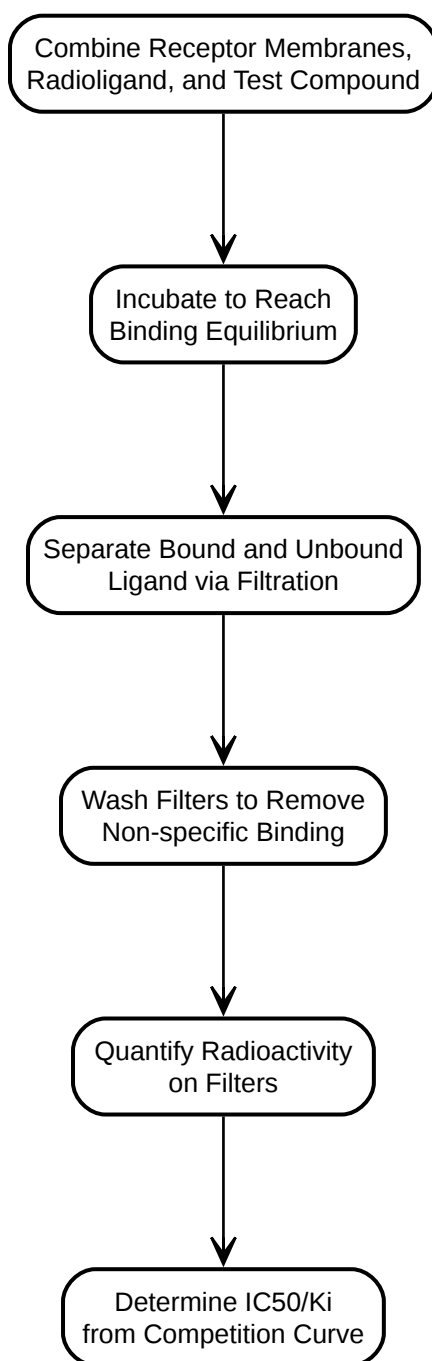 Combine Receptor Membranes,
Radioligand, and Test Compound
Incubate to Reach
Binding Equilibrium
Separate Bound and Unbound
Ligand via Filtration
Wash Filters to Remove
Non-specific Binding
Quantify Radioactivity
on Filters
Determine IC50/Ki
from Competition Curve